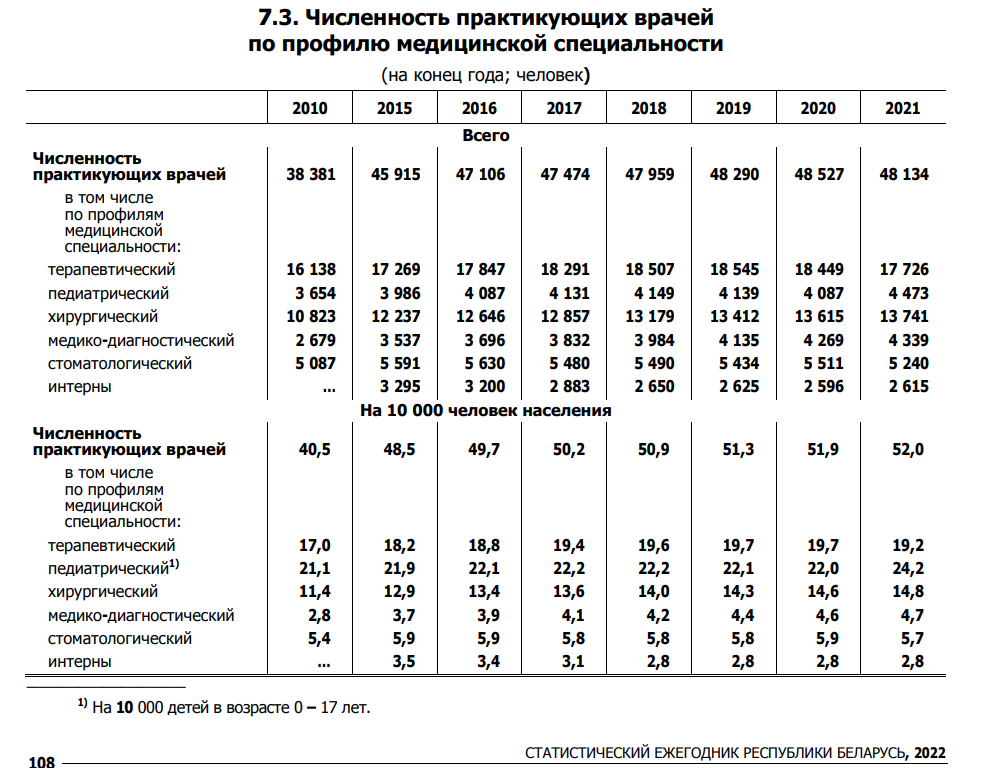 7.3. Численность практикующих врачей
по профилю медицинской специальности
(на конец года; человек)
2010 2015 2016 2017 2018 2019 2020 2021
Всего
Численность
практикующих врачей 38 381 45 915 47 106 47 474 47 959 48 290 48 527 48 134
в том числе
по профилям
медицинской
специальности:
терапевтический 16 138 17 269 17 847 18 291 18 507 18 545 18 449 17 726
педиатрический 3 654 3 986 4 087 4 131 4 149 4 139 4 087 4 473
хирургический 10 823 12 237 12 646 12 857 13 179 13 412 13 615 13 741
медико-диагностический 2 679 3 537 3 696 3 832 3 984 4 135 4 269 4 339
стоматологический 5 087 5 591 5 630 5 480 5 490 5 434 5 511 5 240
интерны ... 3 295 3 200 2 883 2 650 2 625 2 596 2 615
На 10 000 человек населения
Численность
практикующих врачей 40,5 48,5 49,7 50,2 50,9 51,3 51,9 52,0
в том числе
по профилям
медицинской
специальности:
терапевтический 17,0 18,2 18,8 19,4 19,6 19,7 19,7 19,2
педиатрический1) 21,1 21,9 22,1 22,2 22,2 22,1 22,0 24,2
хирургический 11,4 12,9 13,4 13,6 14,0 14,3 14,6 14,8
медико-диагностический 2,8 3,7 3,9 4,1 4,2 4,4 4,6 4,7
стоматологический 5,4 5,9 5,9 5,8 5,8 5,8 5,9 5,7
интерны ... 3,5 3,4 3,1 2,8 2,8 2,8 2,8
1) На 10 000 детей в возрасте 0 – 17 лет.
СТАТИСТИЧЕСКИЙ ЕЖЕГОДНИК РЕСПУБЛИКИ БЕЛАРУСЬ, 2022
108